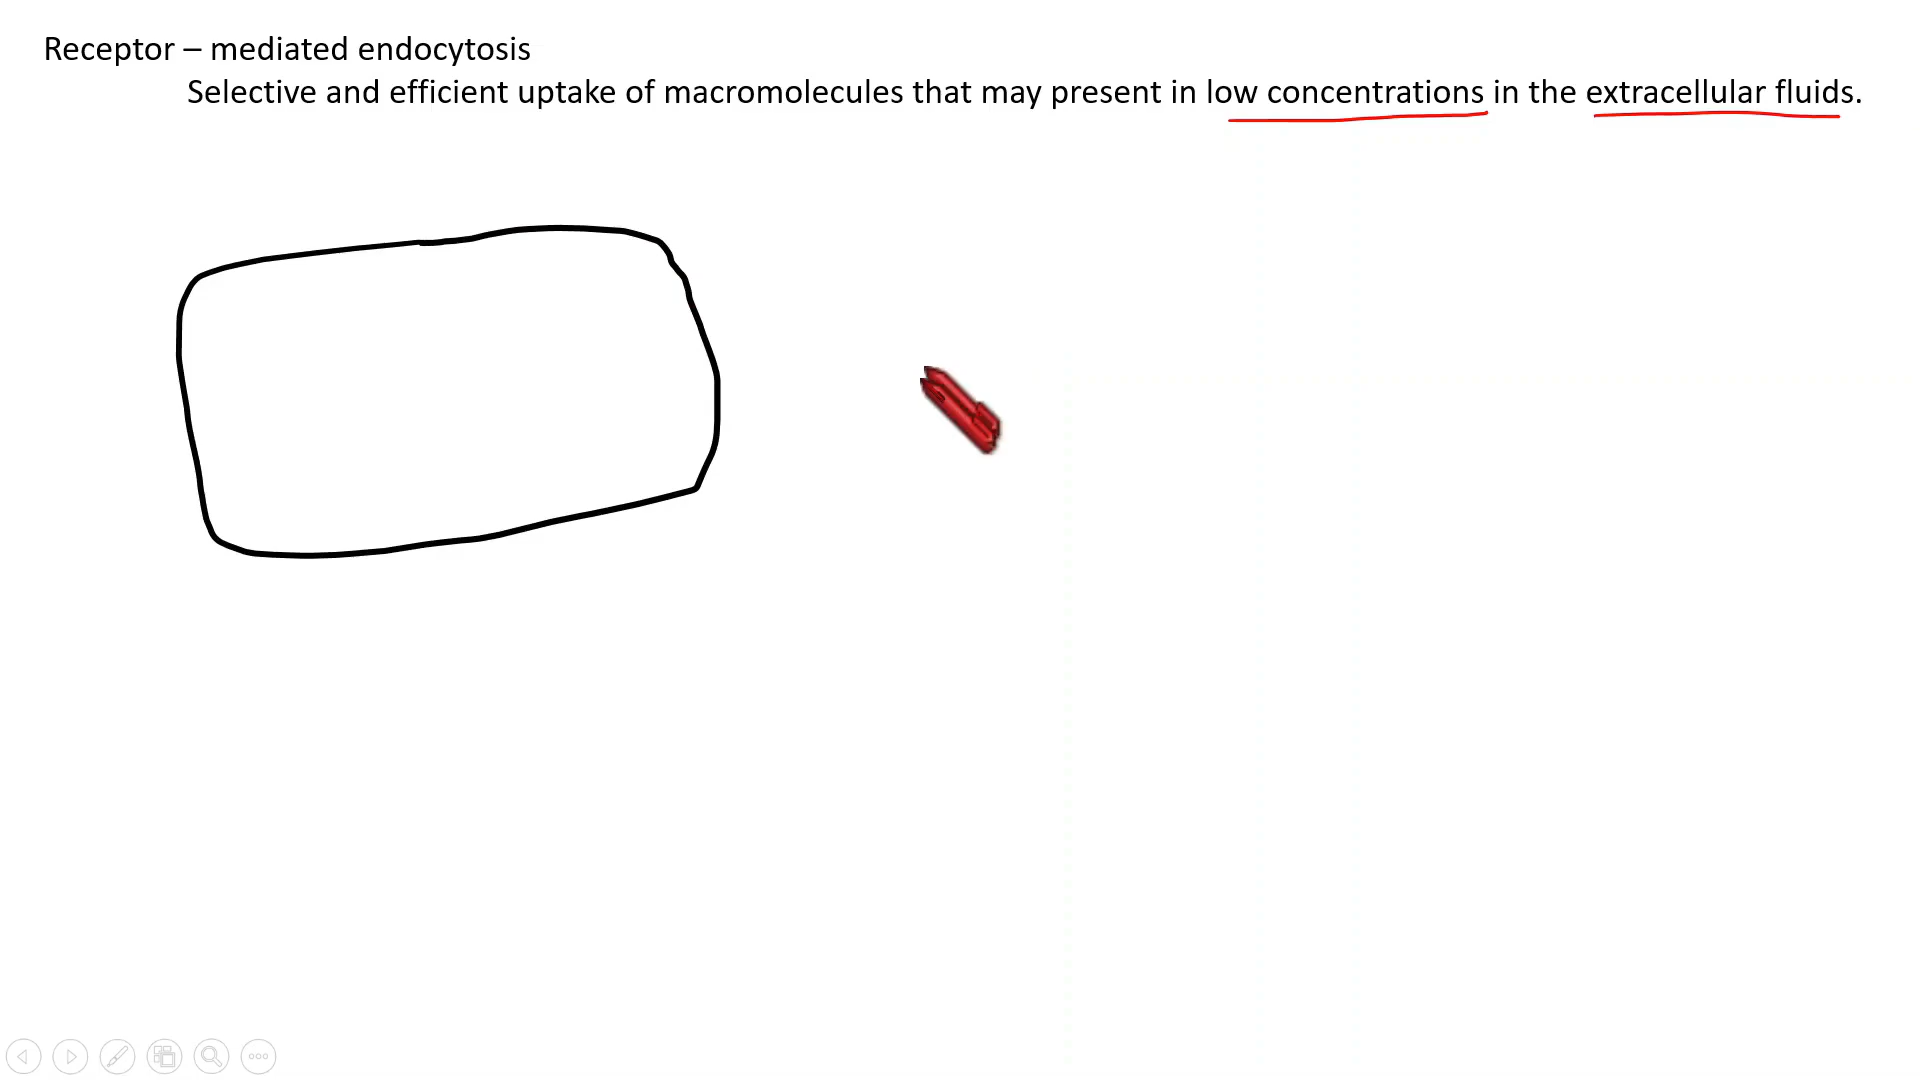 Receptor – mediated endocytosis
Selective and efficient uptake of macromolecules that may present in low concentrations in the extracellular fluids.